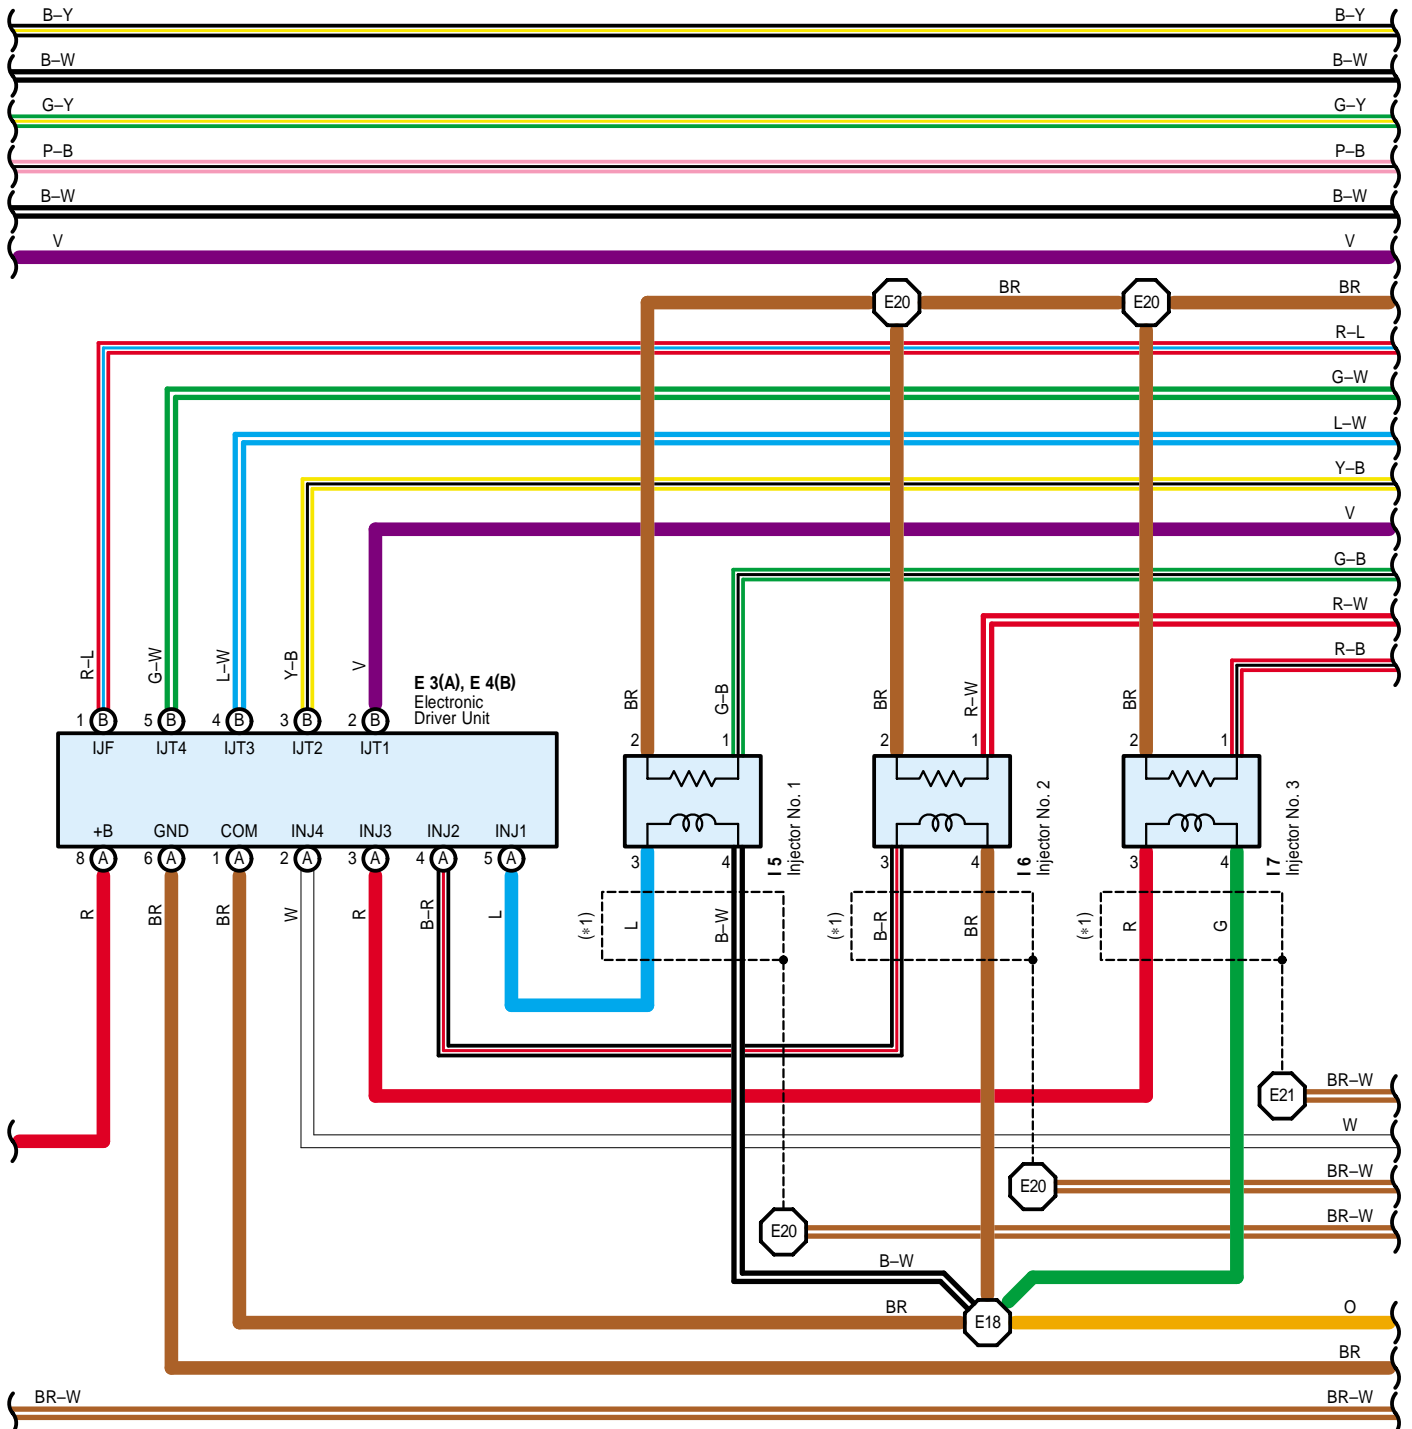 B–Y B–Y
B–W B–W
G–Y G–Y
P–B P–B
B–W B–W
V V
E20 BR E20 BR
R–L
G–W
L–W
Y–B
V
G–B
R–W
R–B
R–L G–W L–W Y–B V
E 3(A), E 4(B)
Electronic
Driver Unit
BR G–B BR R–W BR
1 B 5 B 4 B 3 B 2 B
IJF IJT4 IJT3 IJT2 IJT1
2 1 2 1 2 1
+B GND COM INJ4 INJ3 INJ2 INJ1
8 A 6 A 1 A 2 A 3 A 4 A 5 A
3 4 3 4 3 4
I 5
Injector No. 1
I 6
Injector No. 2
I 7
Injector No. 3
R BR BR W R B–R L
(*1) L B–W (*1) B–R BR (*1) R G
E21 BR–W
W
E20 BR–W
E20 BR–W
B–W
BR E18 O
BR
BR–W BR–W